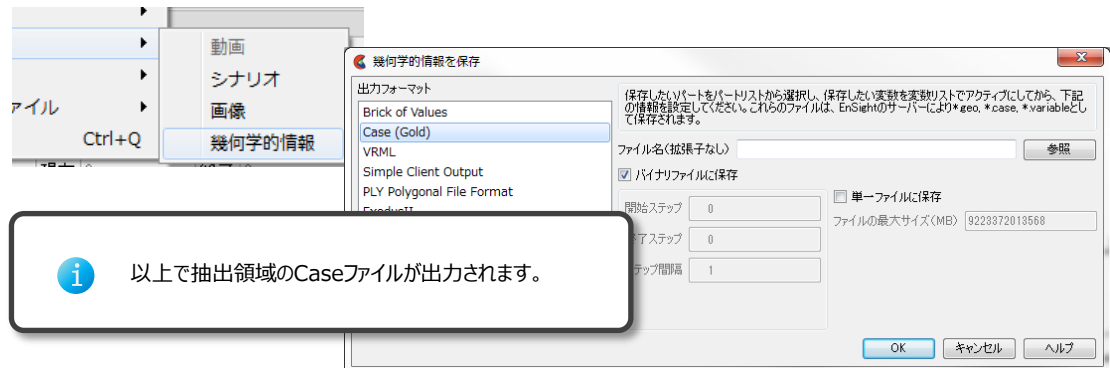 動画
シナリオ
ァイル
画像
Ctrl+Q
幾何学的情報
幾何学的情報を保存
出力フォーマット
Brick of Values
Case (Gold)
VRML
Simple Client Output
PLY Polygonal File Format
保存したいパートをパートリストから選択し、保存したい変数を変数リストでアクティブにしてから、下記
の情報を設定してください。これらのファイルは、EnSightのサーバーにより*geo, *.case, *.variableとし
て保存されます。
ファイル名(拡張子なし)
参照
バイナリファイルに保存
開始ステップ 0
単一ファイルに保存
ファイルの最大サイズ(MB) 9223372013568
了ステップ 0
テップ間隔 1
以上で抽出領域のCaseファイルが出力されます。
OK
キャンセル
ヘルプ